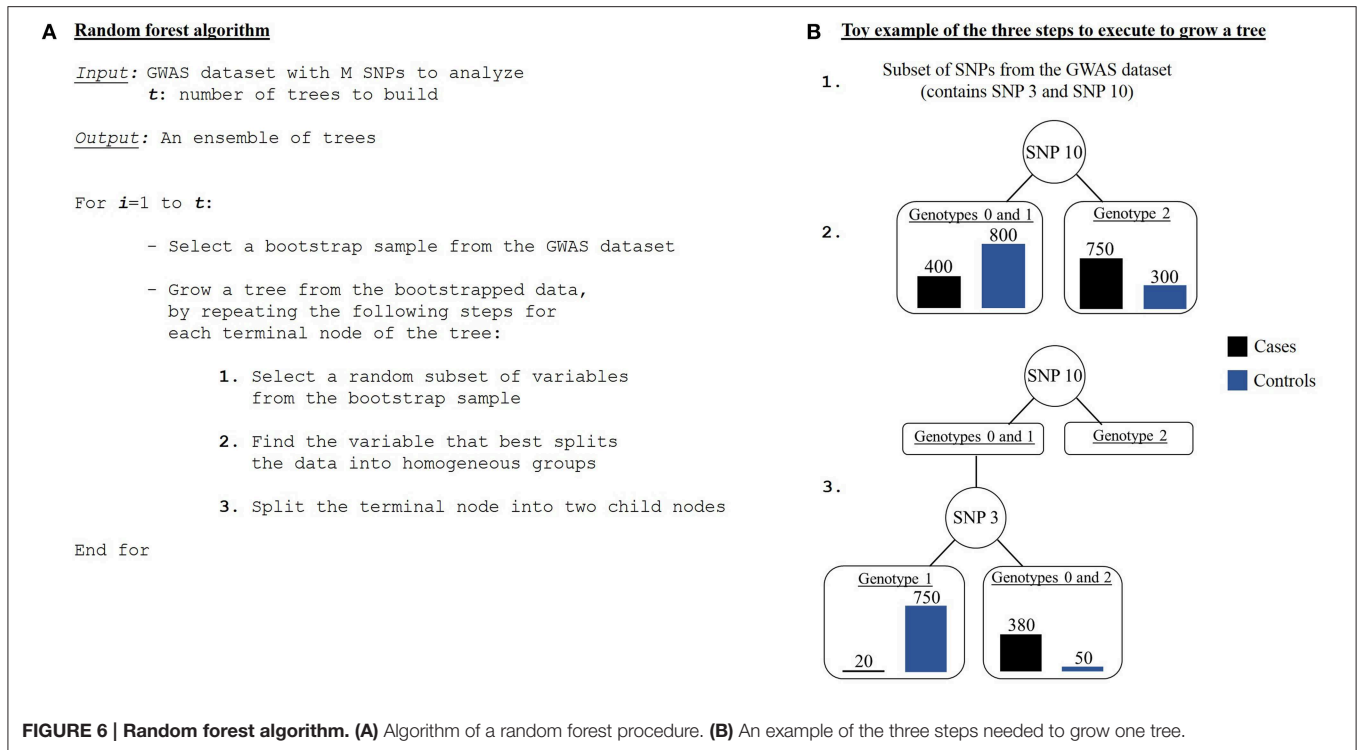 A Random forest algorithm
Input: GWAS dataset with M SNPs to analyze
t: number of trees to build
Output: An ensemble of trees
For i=1 to t:
– Select a bootstrap sample from the GWAS dataset
– Grow a tree from the bootstrapped data,
by repeating the following steps for
each terminal node of the tree:
1. Select a random subset of variables
from the bootstrap sample
2. Find the variable that best splits
the data into homogeneous groups
3. Split the terminal node into two child nodes
End for
B Toy example of the three steps to execute to grow a tree
1.
Subset of SNPs from the GWAS dataset
(contains SNP 3 and SNP 10)
SNP 10
2.
Genotypes 0 and 1
400
800
Genotype 2
750
300
Cases
Controls
SNP 10
Genotypes 0 and 1
Genotype 2
3.
SNP 3
Genotype 1
20
750
Genotypes 0 and 2
380
50
FIGURE 6 | Random forest algorithm. (A) Algorithm of a random forest procedure. (B) An example of the three steps needed to grow one tree.